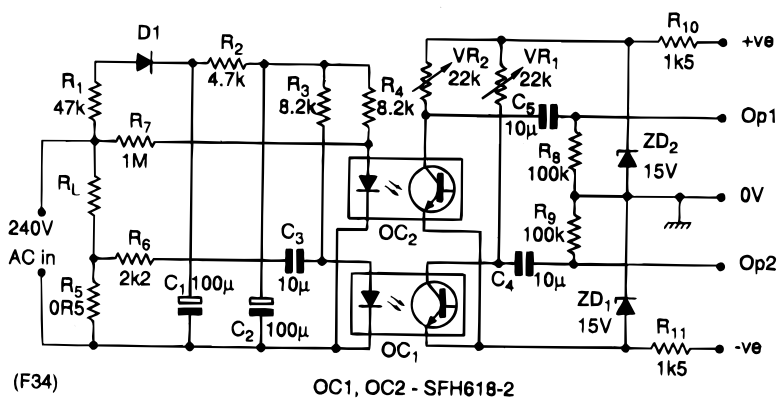 D1
R2
4.7k
R1
47k
R3
8.2k
R4
8.2k
VR2
22k
VR1
22k
R10
1k5
+ve
C5
10µ
Op1
R7
1M
R8
100k
ZD2
15V
RL
240V
AC in
OC2
0V
R9
100k
R6
2k2
C3
10µ
C4
10µ
Op2
R5
0R5
C1
100µ
C2
100µ
OC1
ZD1
15V
R11
1k5
-ve
(F34)
OC1, OC2 - SFH618-2